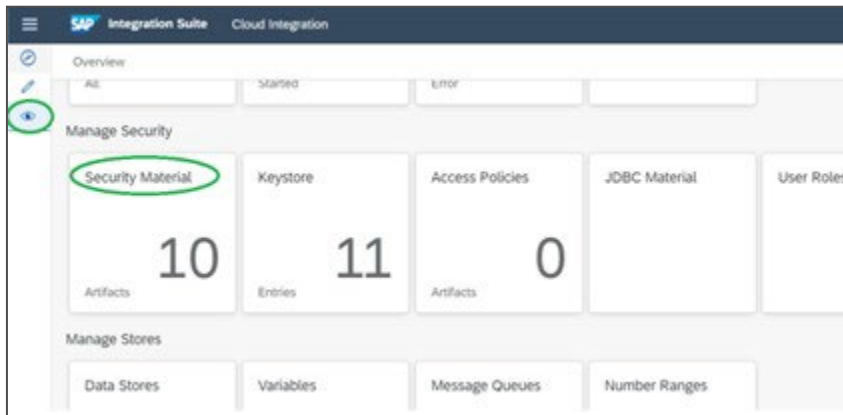 SAP Integration Suite Cloud Integration
Overview
All Started Error
Manage Security
Security Material Keystore Access Policies JDBC Material User Roles
10 11 0
Artifacts Entries Artifacts
Manage Stores
Data Stores Variables Message Queues Number Ranges